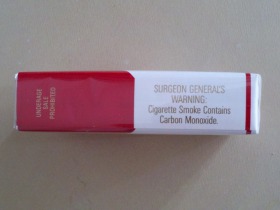 UNDERAGE
SALE
PROHIBITED
SURGEON GENERAL'S
WARNING:
Cigarette Smoke Contains
Carbon Monoxide.